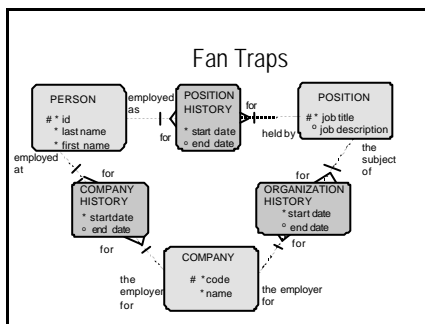 Fan Traps
employed
as
PERSON
# * id
* last name
* first name
POSITION
HISTORY
* start date
o end date
for
for
held by
POSITION
# * job title
o job description
employed
at
for
the
subject
of
for
COMPANY
HISTORY
* startdate
o end date
ORGANIZATION
HISTORY
* start date
o end date
for
for
COMPANY
# * code
* name
the
employer
for
the employer
for